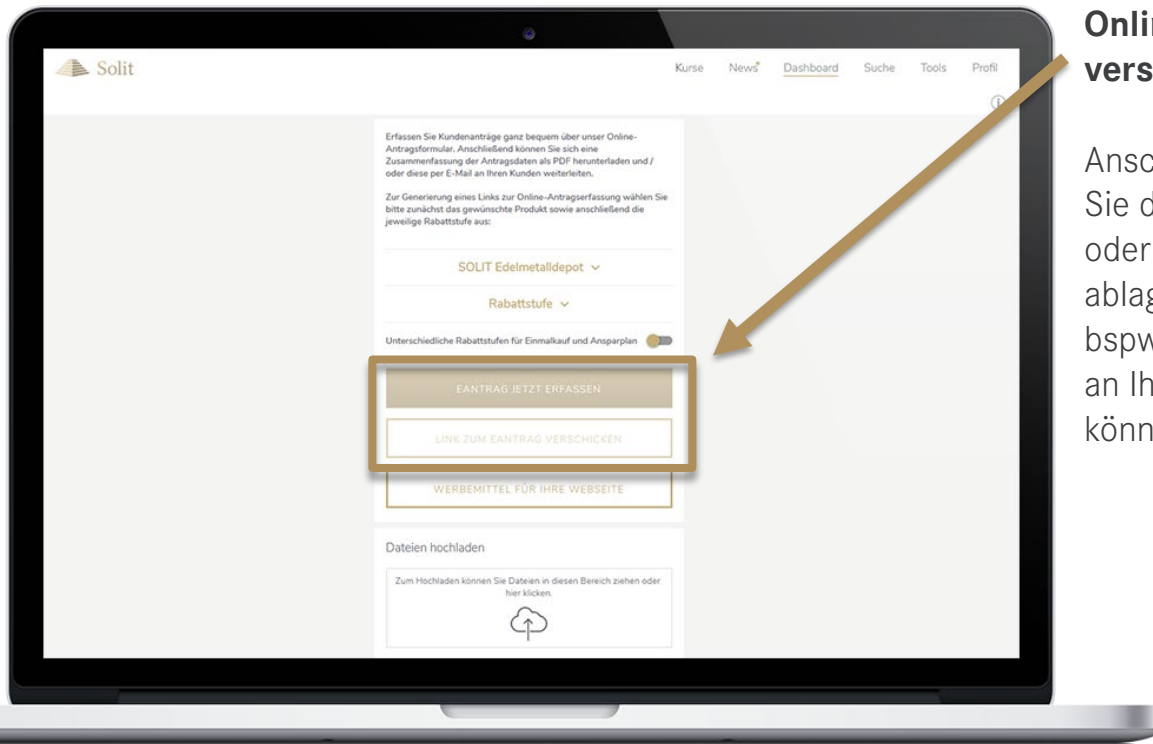 Solit
Kurse News Dashboard Suche Tools Profil
Erfassen Sie Kundenanträge ganz bequem über unser Online-
Antragsformular. Anschließend können Sie sich eine
Zusammenfassung der Antragsdaten als PDF herunterladen und /
oder diese per E-Mail an Ihren Kunden weiterleiten.
Zur Generierung eines Links zur Online-Antragserfassung wählen Sie
bitte zunächst das gewünschte Produkt sowie anschließend die
jeweilige Rabattstufe aus:
SOLIT Edelmetalldepot
Rabattstufe
Unterschiedliche Rabattstufen für Einmalkauf und Ansparplan
EANTRAG JETZT ERFASSEN
LINK ZUM EANTRAG VERSCHICKEN
WERBEMITTEL FÜR IHRE WEBSEITE
Dateien hochladen
Zum Hochladen können Sie Dateien in diesen Bereich ziehen oder
hier klicken.
Onli
vers
Ansc
Sie d
oder
ablag
bspw
an Ih
könn